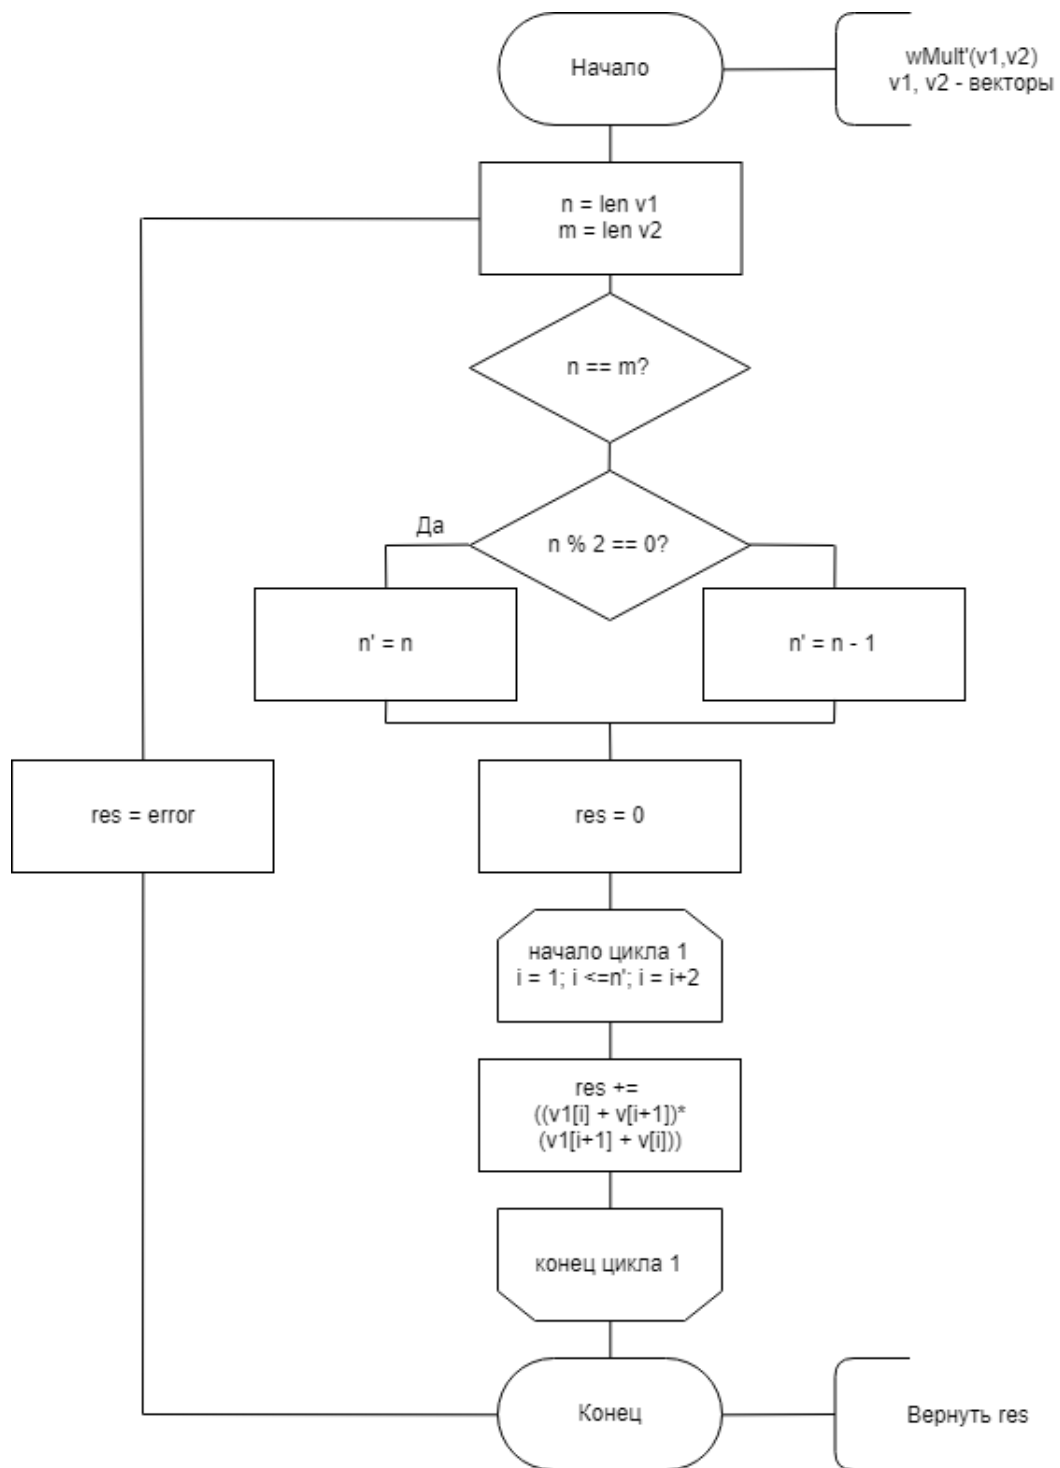 Начало
wMult'(v1,v2)
v1, v2 - векторы
n = len v1
m = len v2
n == m?
Да
n % 2 == 0?
n' = n
n' = n - 1
res = error
res = 0
начало цикла 1
i = 1; i <=n'; i = i+2
res +=
((v1[i] + v[i+1])*
(v1[i+1] + v[i]))
конец цикла 1
Конец
Вернуть res